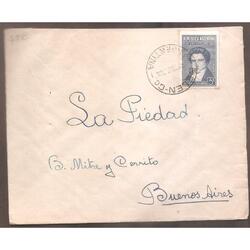 La Piedad
B. Mitre y Cerrito
Buenos Aires